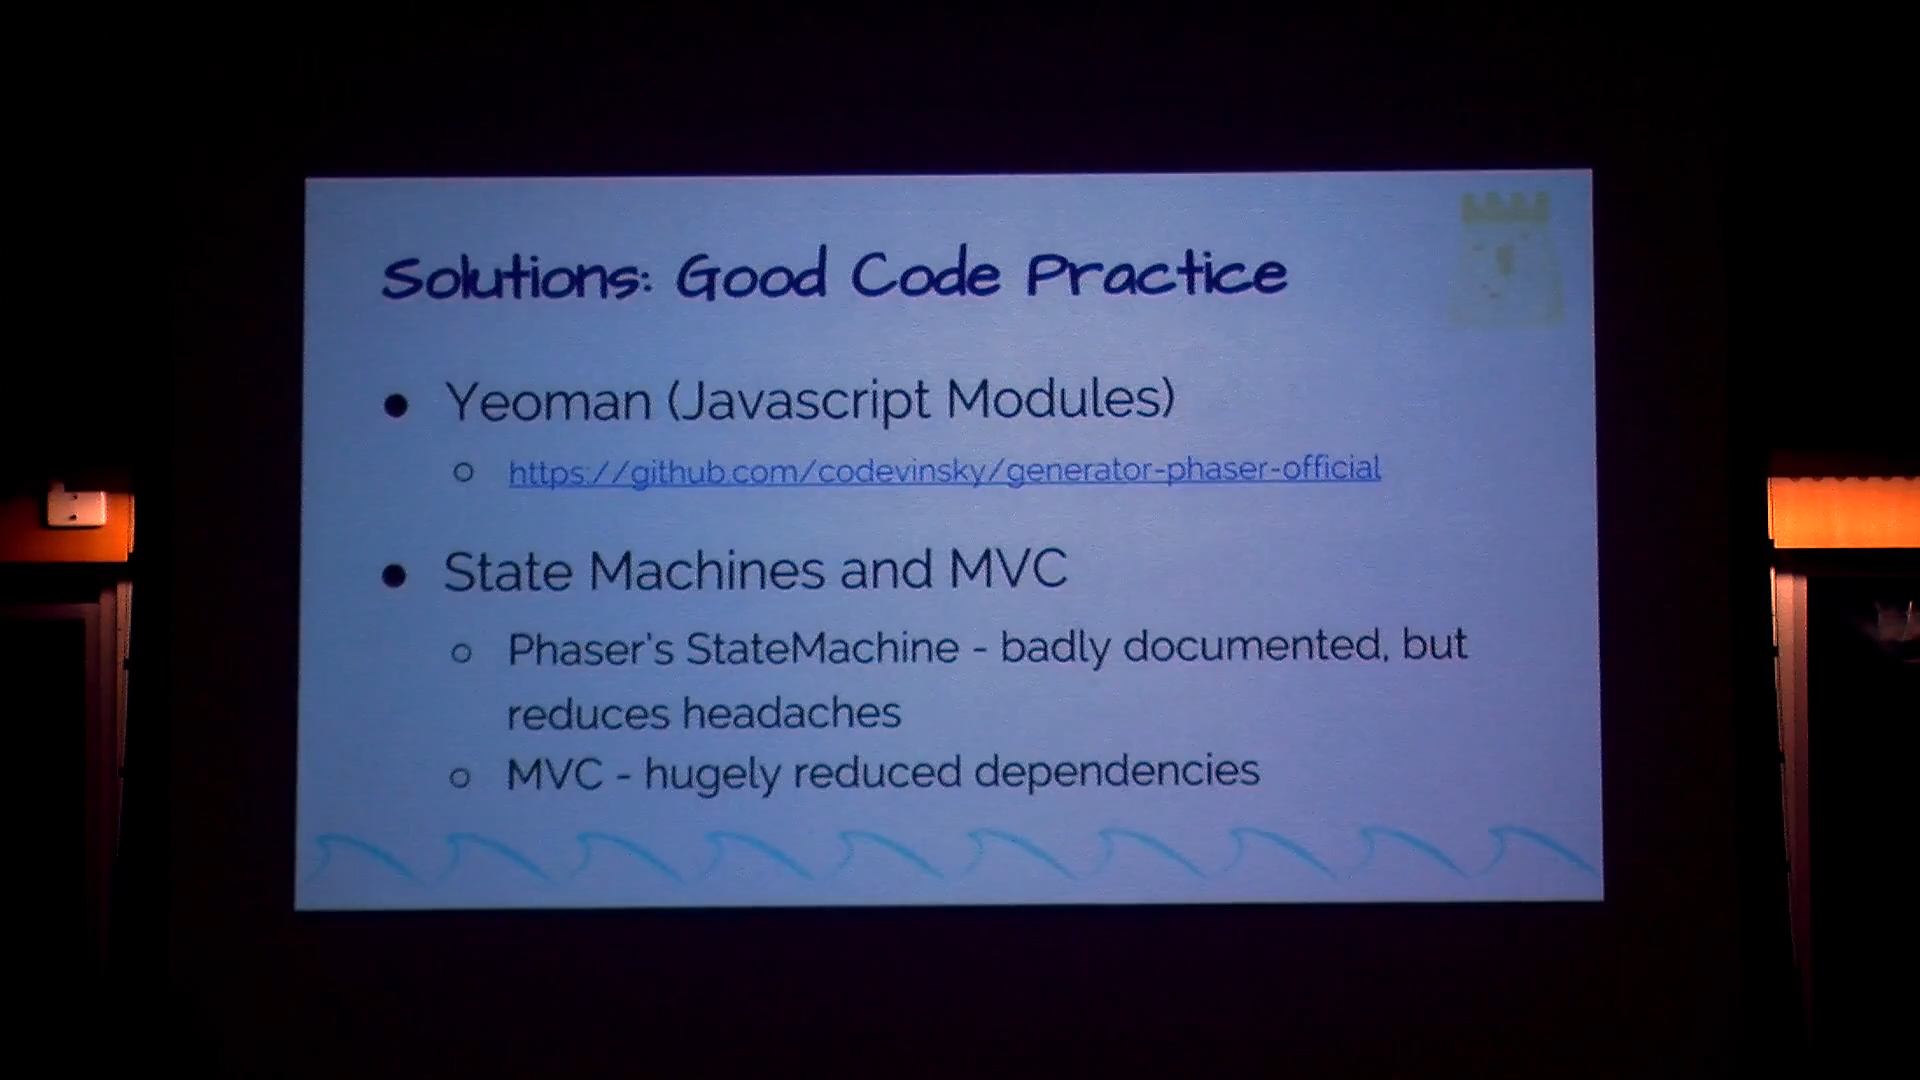 Solutions: Good Code Practice
● Yeoman (Javascript Modules)
○ https://github.com/codevinsky/generator-phaser-official
● State Machines and MVC
○ Phaser's StateMachine - badly documented, but
reduces headaches
○ MVC - hugely reduced dependencies